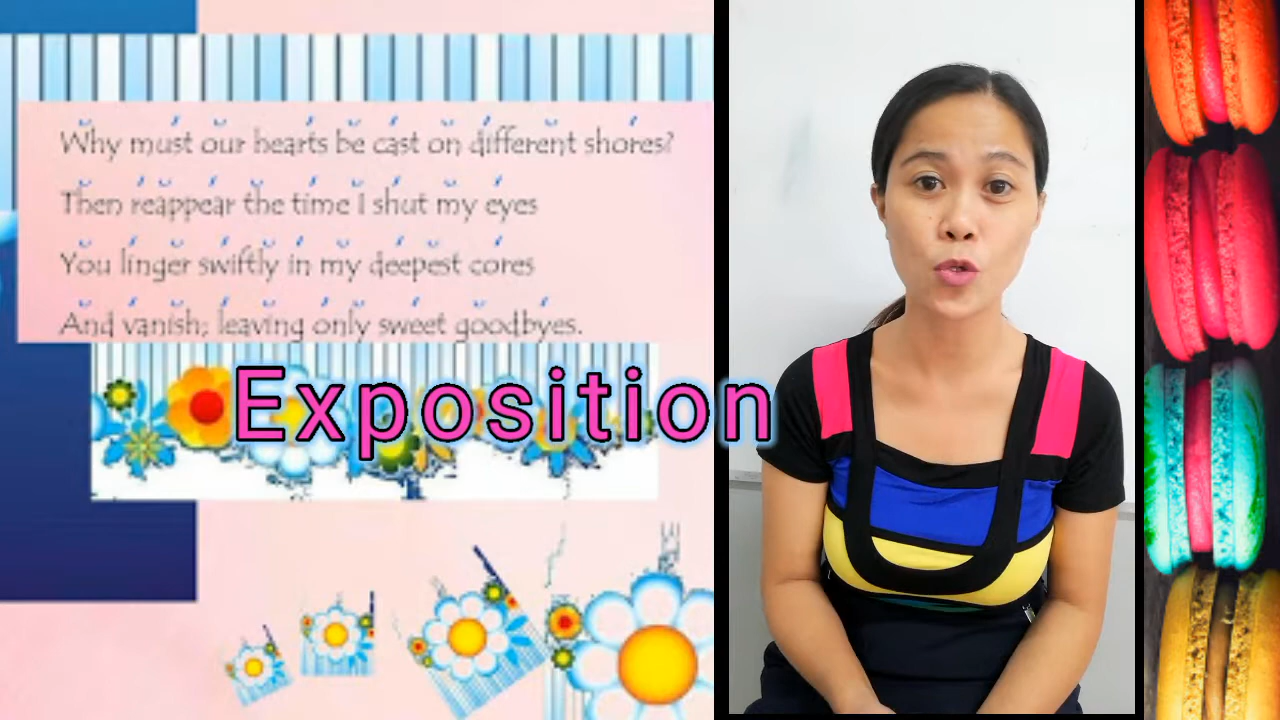 Why must our hearts be cast on different shores?
Then reappear the time I shut my eyes
You linger swiftly in my deepest cores
And vanish; leaving only sweet goodbyes.
Exposition